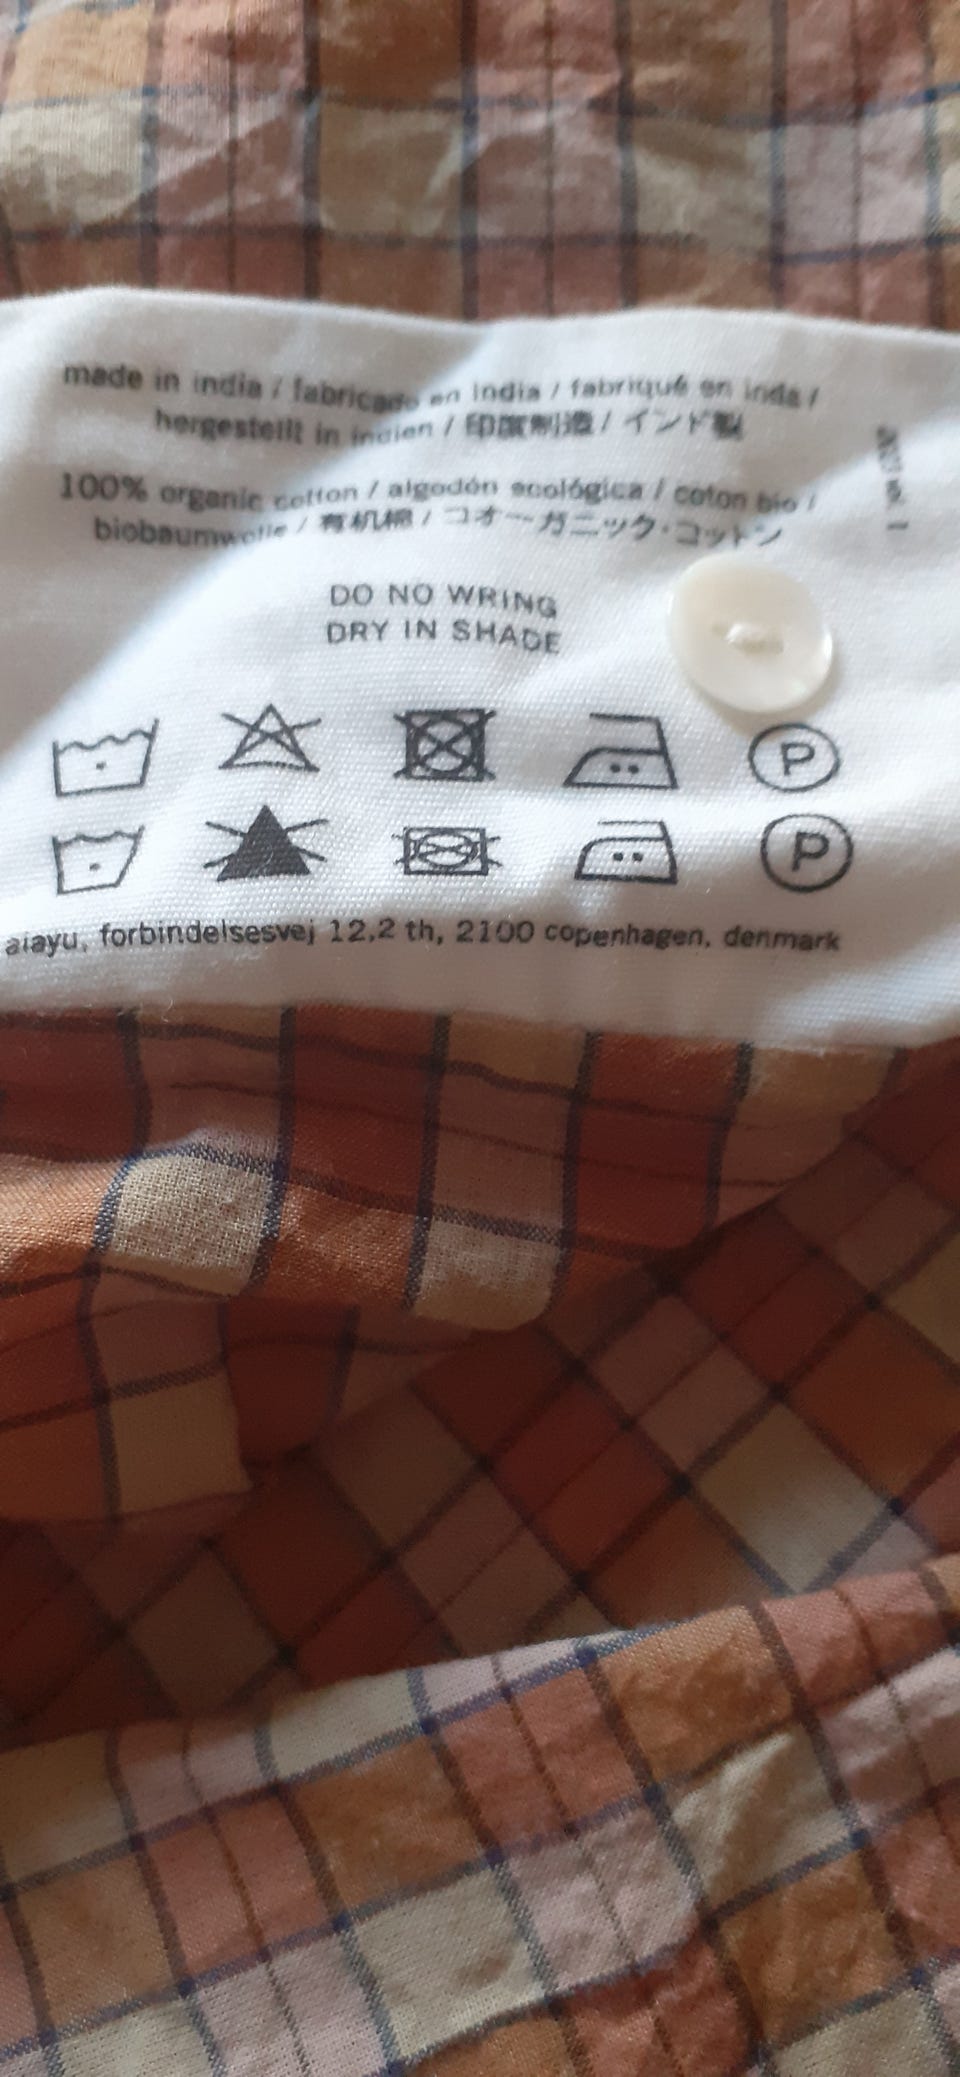 made in india / fabricado en india / fabriqué en inda /
hergestellt in indien / 印度制造 / インド製
100% organic cotton / algodón ecológica / coton bio /
biobaumwolle / 有机棉 / コオーガニック・コットン
DO NO WRING
DRY IN SHADE
P
P
aiayu, forbindelsesvej 12,2 th, 2100 copenhagen, denmark